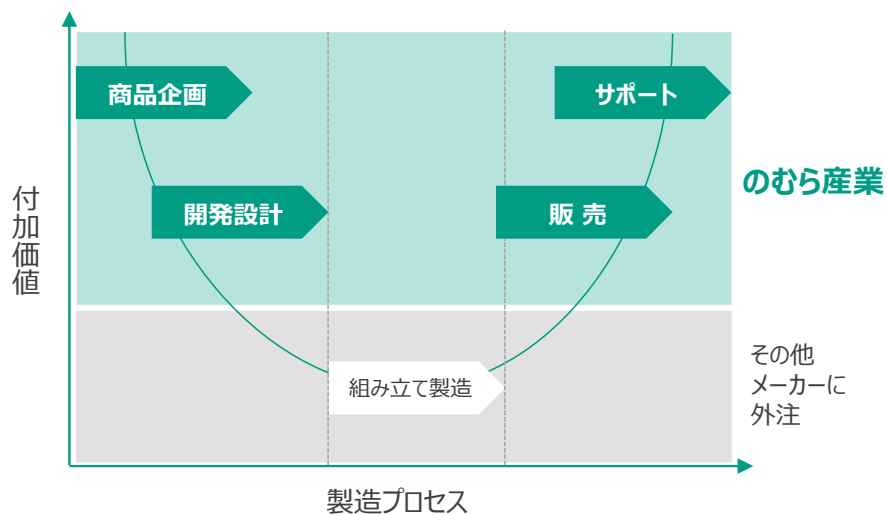 商品企画
サポート
のむら産業
開発設計
販 売
付加価値
組み立て製造
その他
メーカーに
外注
製造プロセス